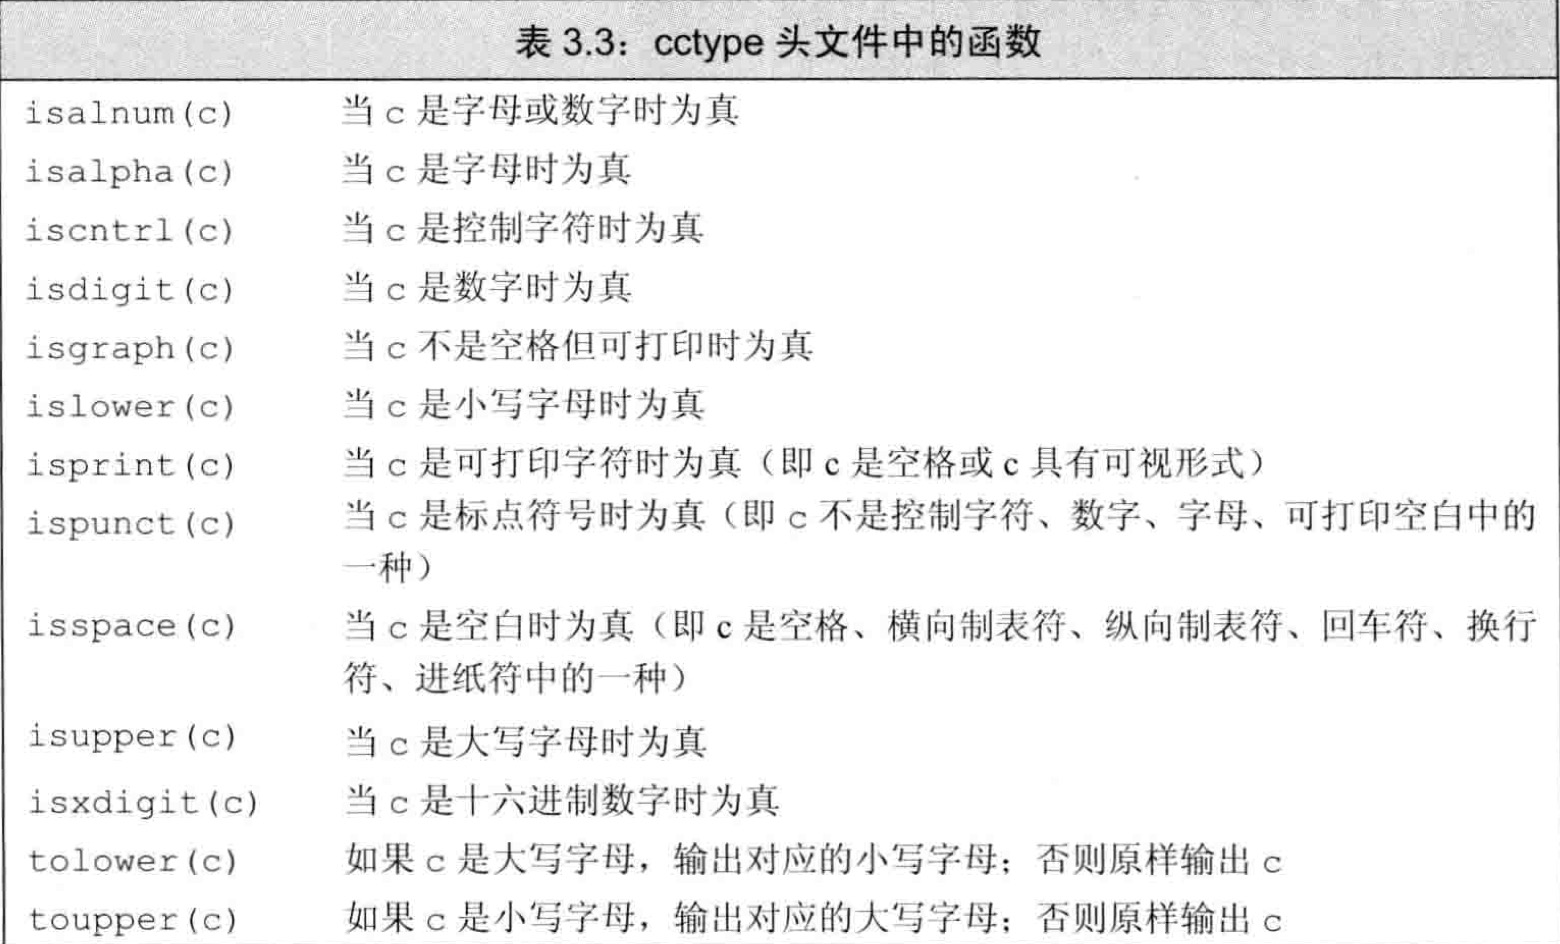 表 3.3：cctype 头文件中的函数
isalnum(c) 当 c 是字母或数字时为真
isalpha(c) 当 c 是字母时为真
iscntrl(c) 当 c 是控制字符时为真
isdigit(c) 当 c 是数字时为真
isgraph(c) 当 c 不是空格但可打印时为真
islower(c) 当 c 是小写字母时为真
isprint(c) 当 c 是可打印字符时为真（即 c 是空格或 c 具有可视形式）
ispunct(c) 当 c 是标点符号时为真（即 c 不是控制字符、数字、字母、可打印空白中的
一种）
isspace(c) 当 c 是空白时为真（即 c 是空格、横向制表符、纵向制表符、回车符、换行
符、进纸符中的一种）
isupper(c) 当 c 是大写字母时为真
isxdigit(c) 当 c 是十六进制数字时为真
tolower(c) 如果 c 是大写字母，输出对应的小写字母；否则原样输出 c
toupper(c) 如果 c 是小写字母，输出对应的大写字母；否则原样输出 c